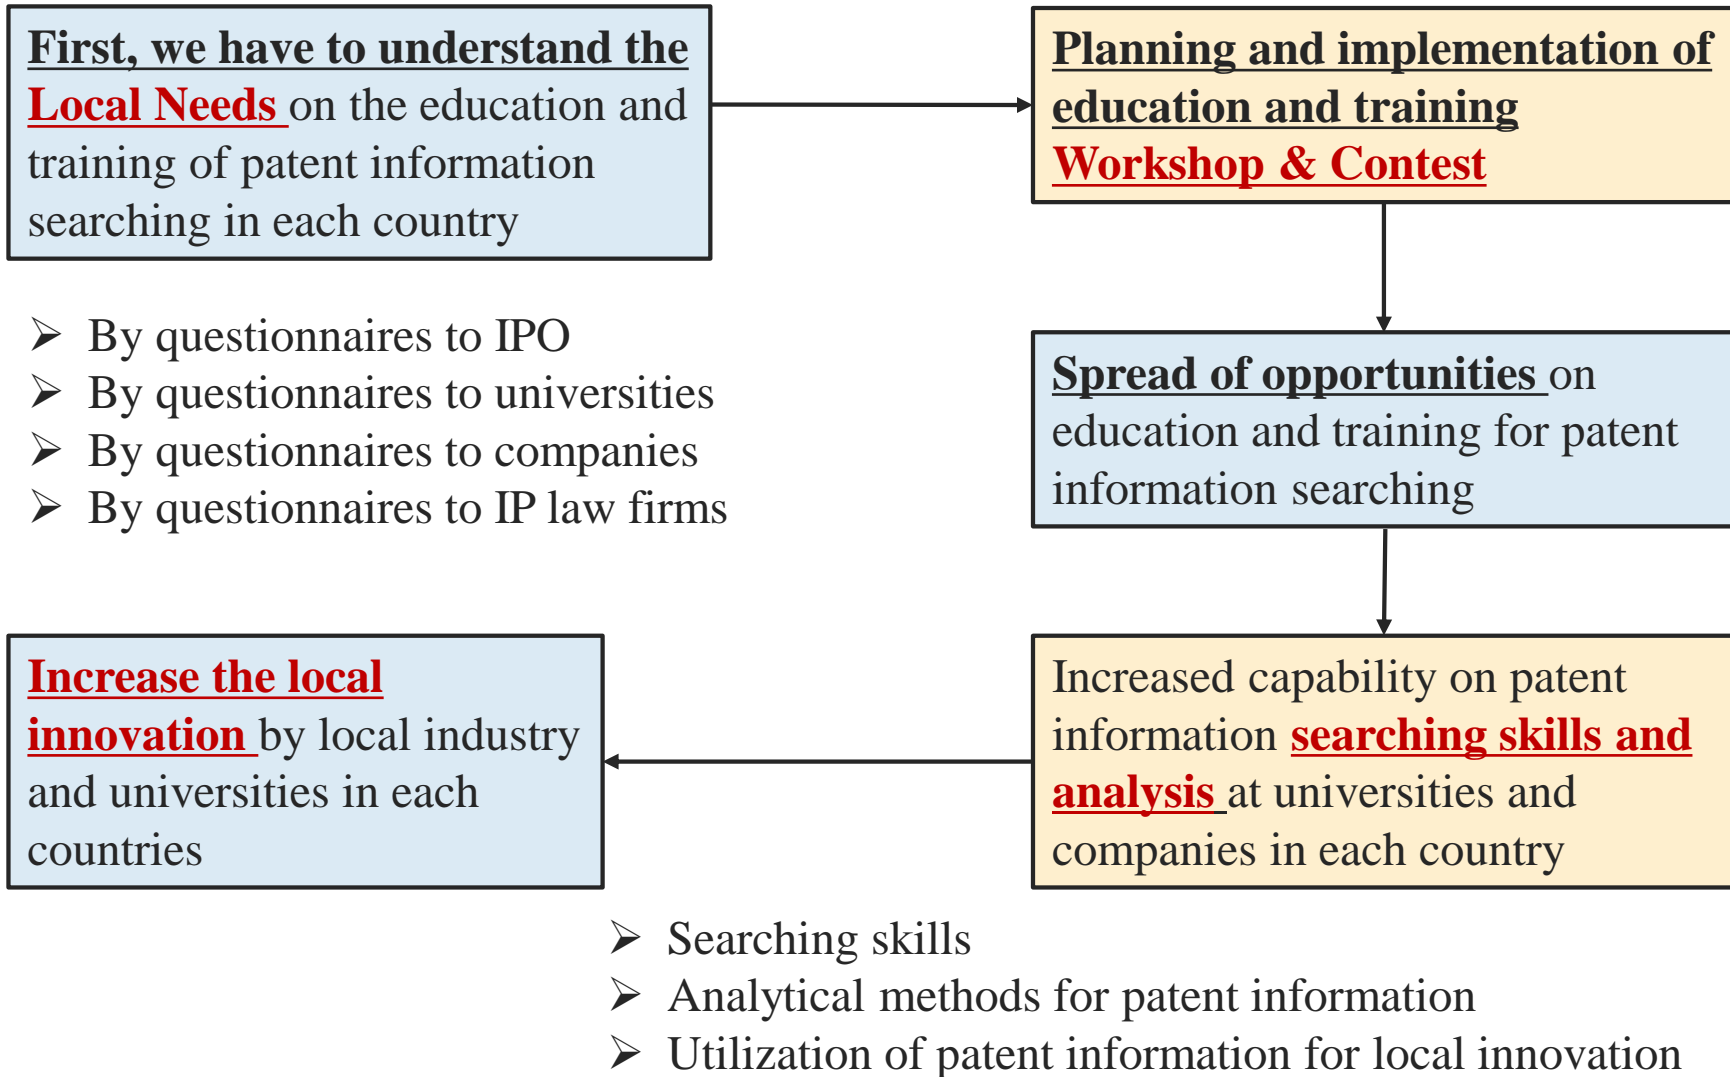 First, we have to understand the
Local Needs on the education and
training of patent information
searching in each country
Planning and implementation of
education and training
Workshop & Contest
➢ By questionnaires to IPO
➢ By questionnaires to universities
➢ By questionnaires to companies
➢ By questionnaires to IP law firms
Spread of opportunities on
education and training for patent
information searching
Increased capability on patent
information searching skills and
analysis at universities and
companies in each country
Increase the local
innovation by local industry
and universities in each
countries
➢ Searching skills
➢ Analytical methods for patent information
➢ Utilization of patent information for local innovation